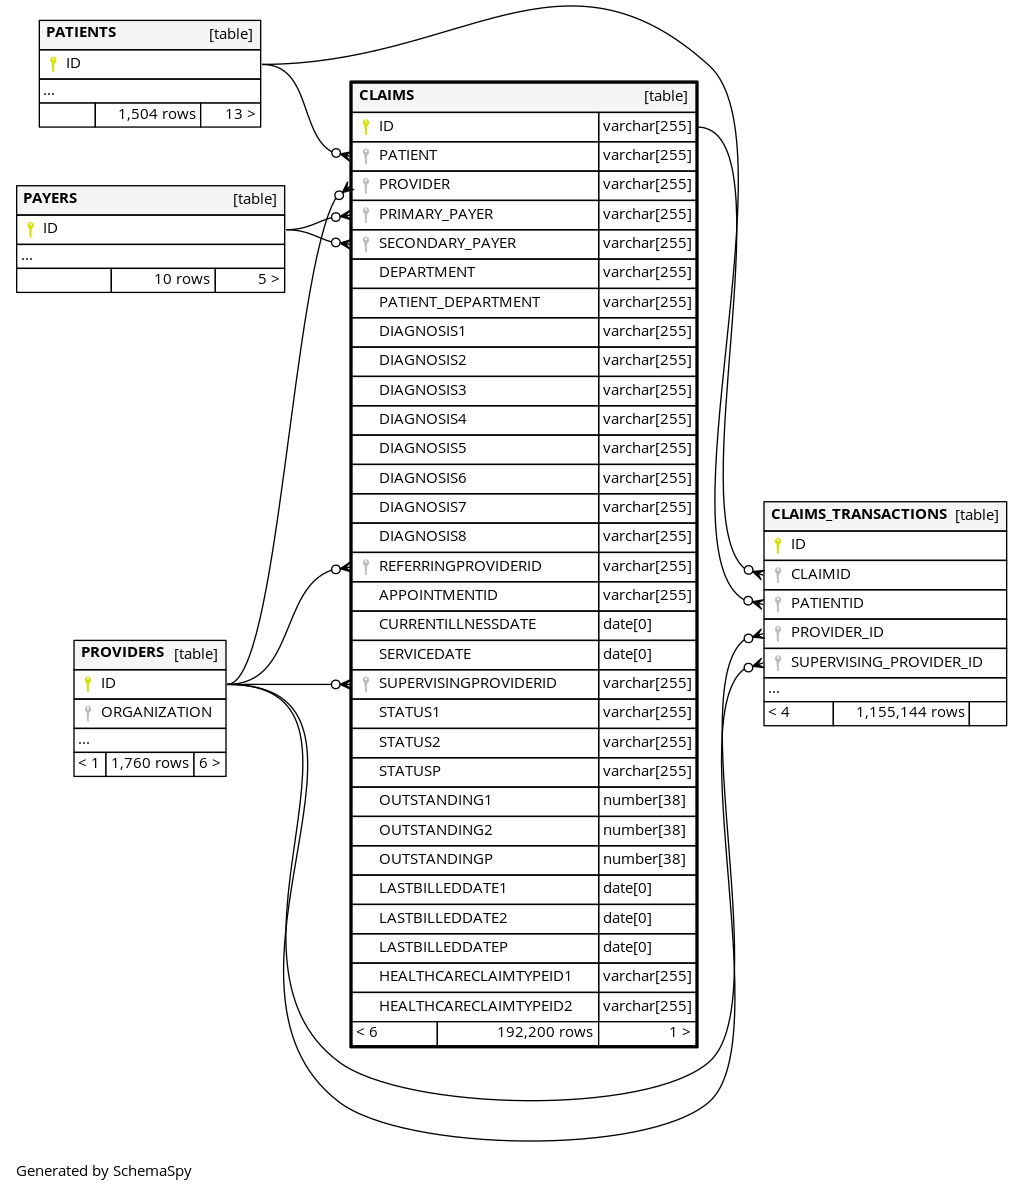 PATIENTS [table]
ID
...
1,504 rows 13 >
PAYERS [table]
ID
...
10 rows 5 >
CLAIMS [table]
ID varchar[255]
PATIENT varchar[255]
PROVIDER varchar[255]
PRIMARY_PAYER varchar[255]
SECONDARY_PAYER varchar[255]
DEPARTMENT varchar[255]
PATIENT_DEPARTMENT varchar[255]
DIAGNOSIS1 varchar[255]
DIAGNOSIS2 varchar[255]
DIAGNOSIS3 varchar[255]
DIAGNOSIS4 varchar[255]
DIAGNOSIS5 varchar[255]
DIAGNOSIS6 varchar[255]
DIAGNOSIS7 varchar[255]
DIAGNOSIS8 varchar[255]
REFERRINGPROVIDERID varchar[255]
APPOINTMENTID varchar[255]
CURRENTILLNESSDATE date[0]
SERVICEDATE date[0]
SUPERVISINGPROVIDERID varchar[255]
STATUS1 varchar[255]
STATUS2 varchar[255]
STATUSP varchar[255]
OUTSTANDING1 number[38]
OUTSTANDING2 number[38]
OUTSTANDINGP number[38]
LASTBILLEDDATE1 date[0]
LASTBILLEDDATE2 date[0]
LASTBILLEDDATEP date[0]
HEALTHCARECLAIMTYPEID1 varchar[255]
HEALTHCARECLAIMTYPEID2 varchar[255]
< 6 192,200 rows 1 >
PROVIDERS [table]
ID
ORGANIZATION
...
< 1 1,760 rows 6 >
CLAIMS_TRANSACTIONS [table]
ID
CLAIMID
PATIENTID
PROVIDER_ID
SUPERVISING_PROVIDER_ID
...
< 4 1,155,144 rows
Generated by SchemaSpy